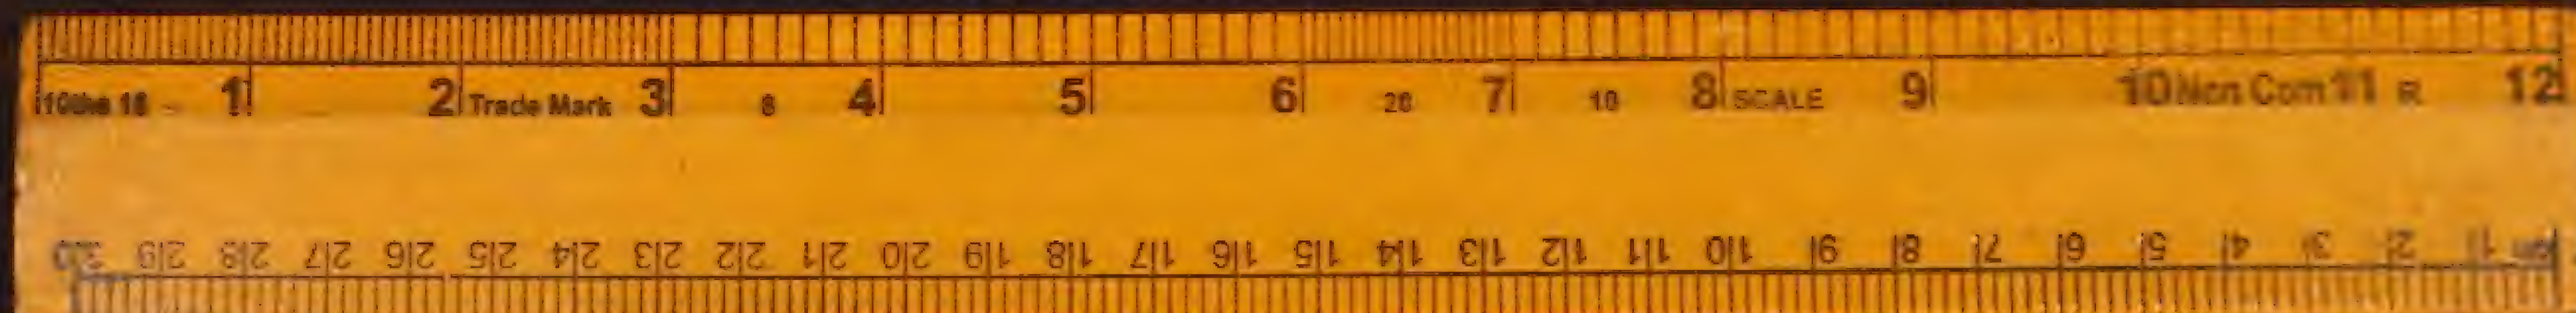 10ths 16 1 2 Trade Mark 3 8 4 5 6 20 7 10 8 SCALE 9 10 Non Com 11 R 12
cm 1 2 3 4 5 6 7 8 9 10 11 12 13 14 15 16 17 18 19 20 21 22 23 24 25 26 27 28 29 30